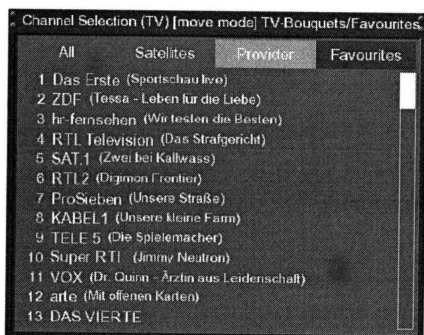 Channel Selection (TV) [move mode] TV-Bouquets/Favourites
All Satellites Provider Favourites
1 Das Erste (Sportschau live)
2 ZDF (Tessa - Leben für die Liebe)
3 hr-fernsehen (Wir testen die Besten)
4 RTL Television (Das Strafgericht)
5 SAT.1 (Zwei bei Kallwass)
6 RTL2 (Digimon Frontier)
7 ProSieben (Unsere Straße)
8 KABEL1 (Unsere kleine Farm)
9 TELE 5 (Die Spielemacher)
10 Super RTL (Jimmy Neutron)
11 VOX (Dr. Quinn - Ärztin aus Leidenschaft)
12 arte (Mit offenen Karten)
13 DAS VIERTE